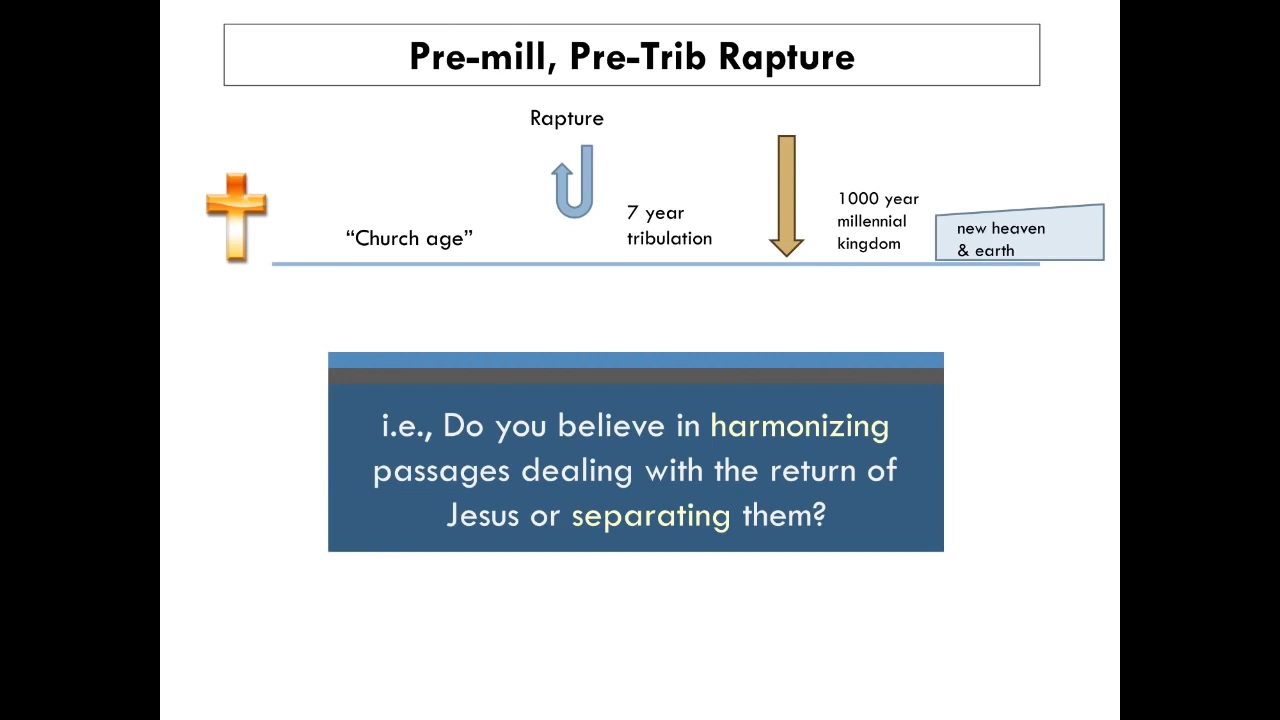 Pre-mill, Pre-Trib Rapture
Rapture
“Church age”
7 year
tribulation
1000 year
millennial
kingdom
new heaven
& earth
i.e., Do you believe in harmonizing
passages dealing with the return of
Jesus or separating them?